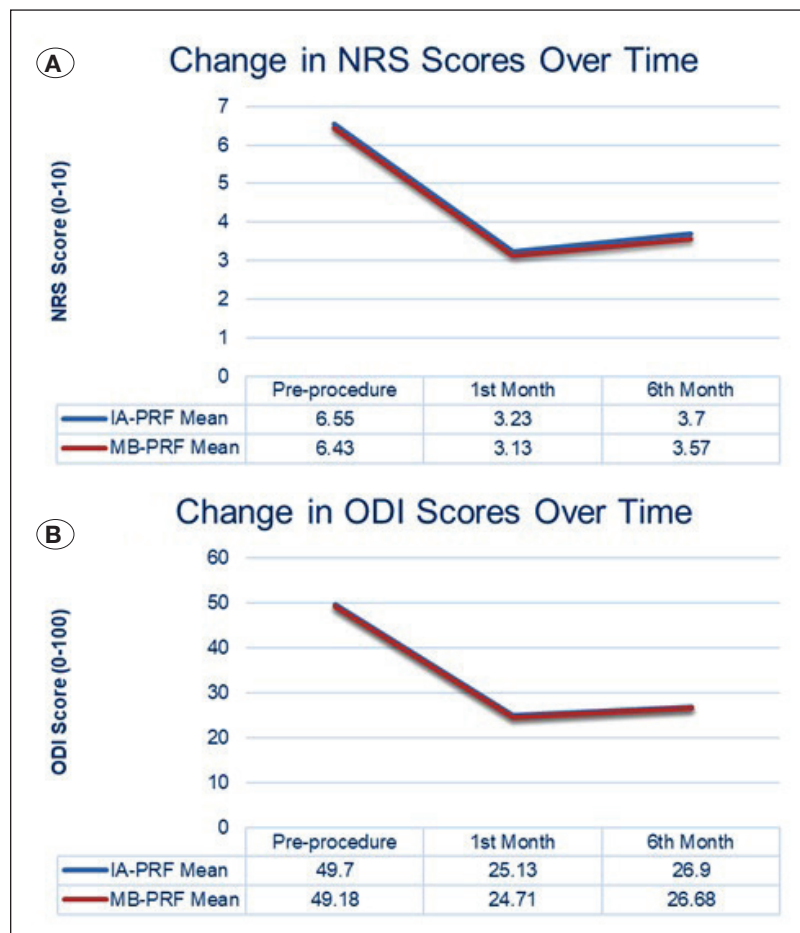 A
Change in NRS Scores Over Time
NRS Score (0-10)
7
6
5
4
3
2
1
0
Pre-procedure 1st Month 6th Month
IA-PRF Mean 6.55 3.23 3.7
MB-PRF Mean 6.43 3.13 3.57
B
Change in ODI Scores Over Time
ODI Score (0-100)
60
50
40
30
20
10
0
Pre-procedure 1st Month 6th Month
IA-PRF Mean 49.7 25.13 26.9
MB-PRF Mean 49.18 24.71 26.68